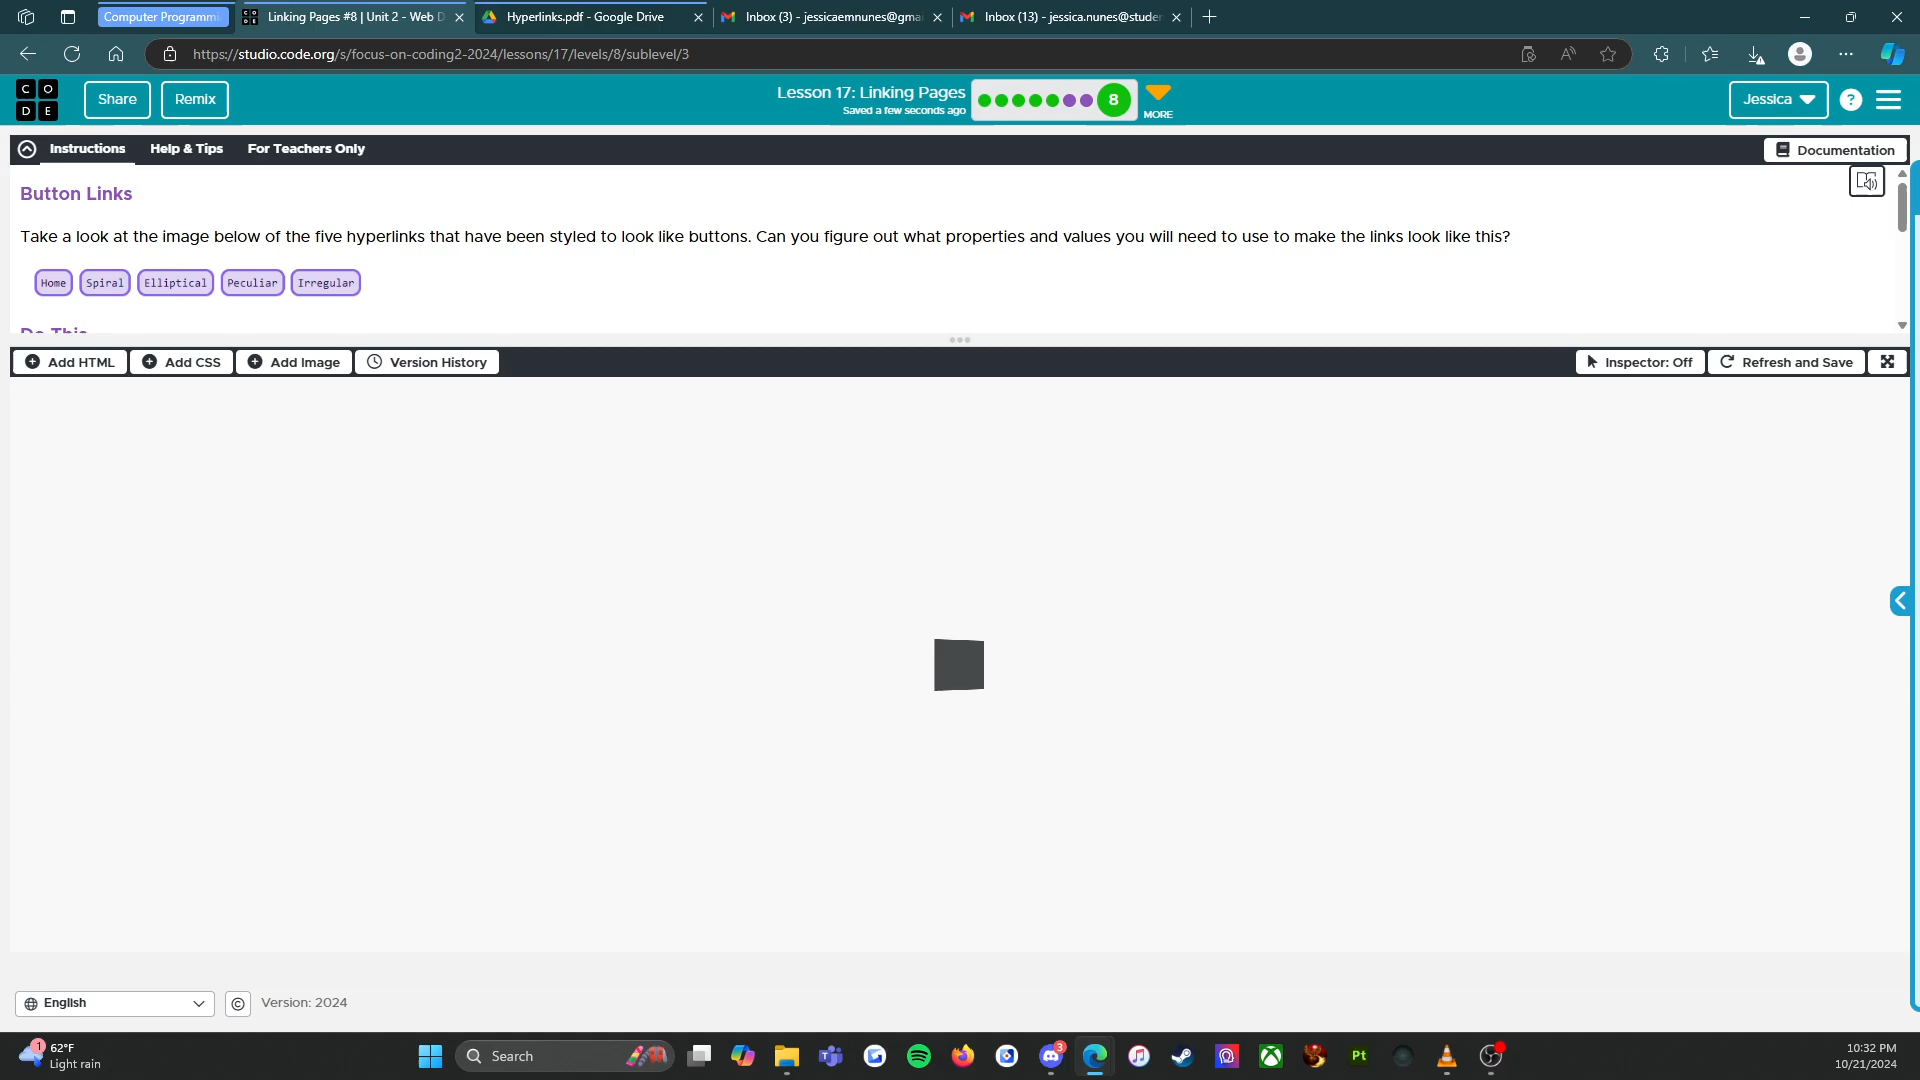 Computer Programmi
Linking Pages #8 | Unit 2 - Web D
Hyperlinks.pdf - Google Drive
Inbox (3) - jessicaemnunes@gma
Inbox (13) - jessica.nunes@studen
https://studio.code.org/s/focus-on-coding2-2024/lessons/17/levels/8/sublevel/3
C O
D E
Share
Remix
Lesson 17: Linking Pages
Saved a few seconds ago
8
MORE
Jessica
?
Instructions
Help & Tips
For Teachers Only
Documentation
Button Links
Take a look at the image below of the five hyperlinks that have been styled to look like buttons. Can you figure out what properties and values you will need to use to make the links look like this?
Home Spiral Elliptical Peculiar Irregular
Do This
Add HTML
Add CSS
Add Image
Version History
Inspector: Off
Refresh and Save
English
©
Version: 2024
1
62°F
Light rain
Search
3
Pt
10:32 PM
10/21/2024